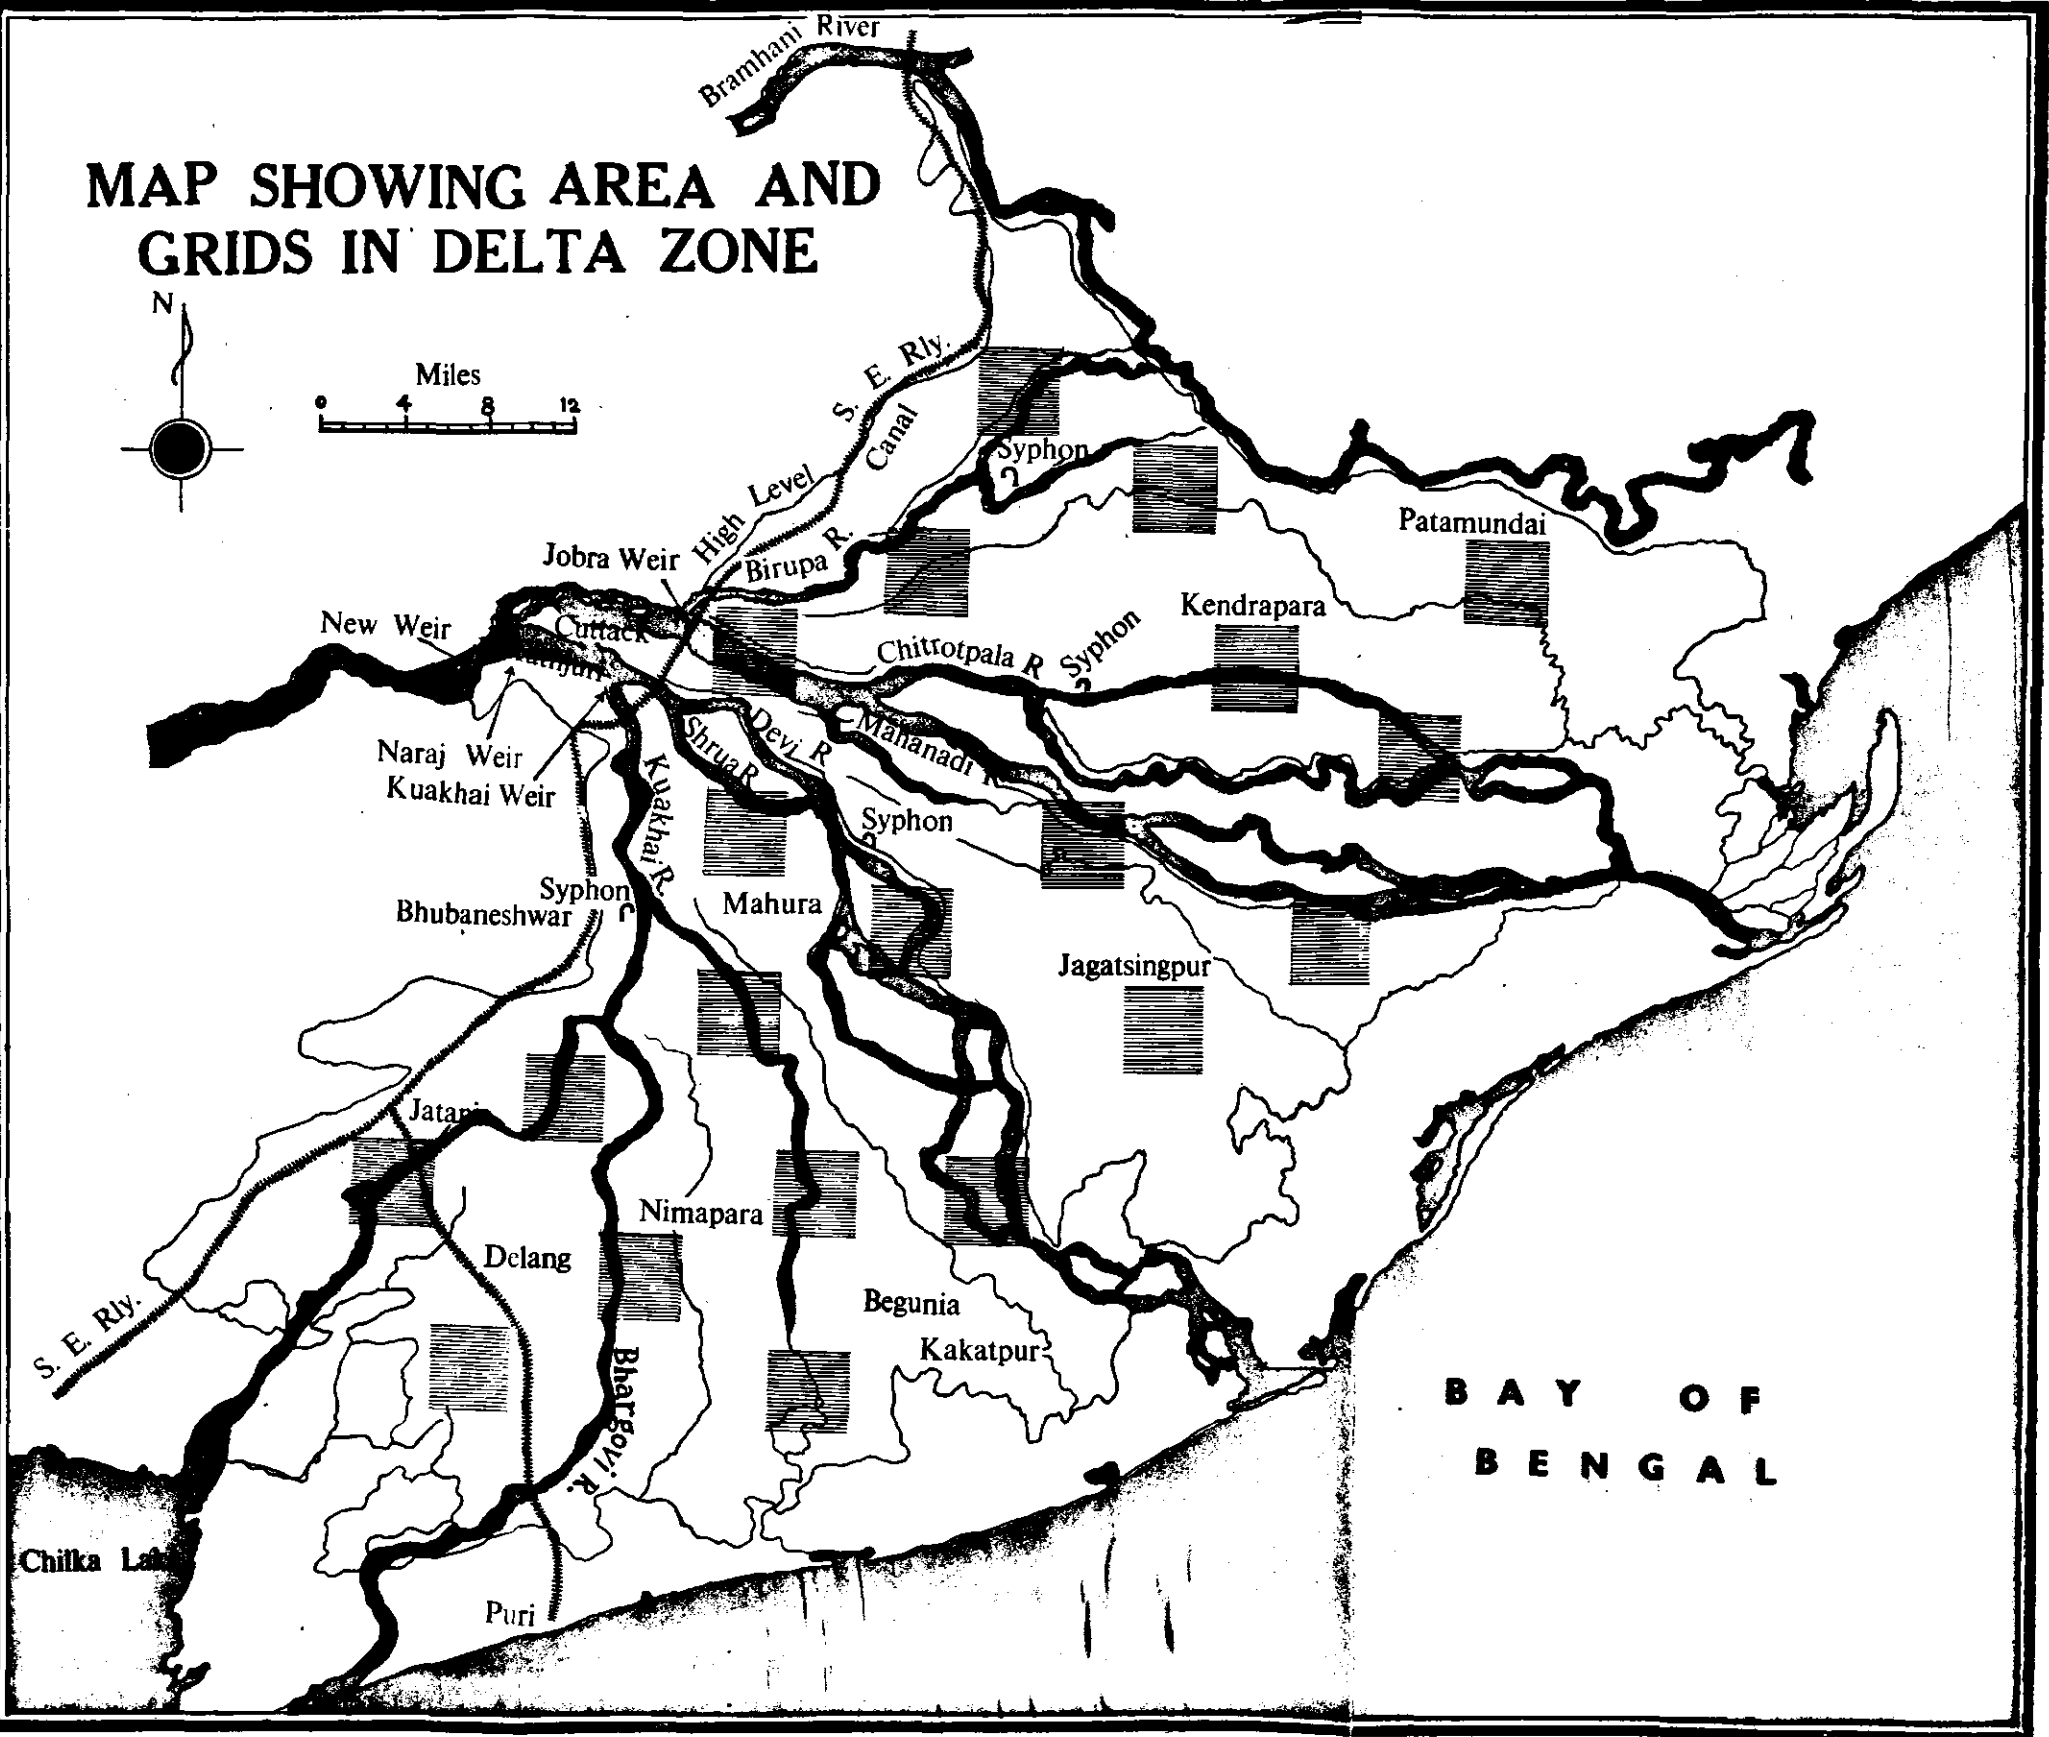 Bramhani River
MAP SHOWING AREA AND
GRIDS IN DELTA ZONE
N
Miles
0 4 8 12
S. E. Rly.
High Level Canal
Syphon
Patamundai
Jobra Weir
Birupa R.
New Weir
Cuttack
Kendrapara
Chitrotpala R
Syphon
Naraj Weir
Kuakhai Weir
Shrua R
Devi R
Mahanadi R
Kuakhai R.
Syphon
Syphon
Bhubaneshwar
Mahura
Jagatsingpur
Jatani
Nimapara
Delang
Begunia
Kakatpur
S. E. Rly.
Bhargovi R.
BAY OF
BENGAL
Chilka Lake
Puri